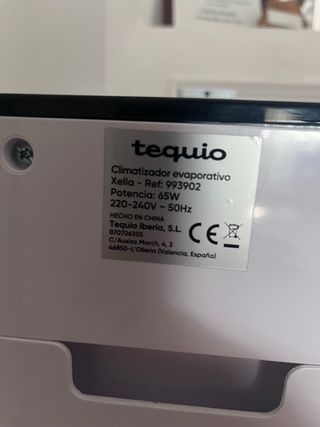 tequio
Climatizador evaporativo
Xella - Ref: 993902
Potencia: 65W
220-240V ~ 50Hz
HECHO EN CHINA
Tequio Iberia, S.L.
B70706205
C/Ausias March, 4, 3
46850-L'Olleria (Valencia, España)
CE